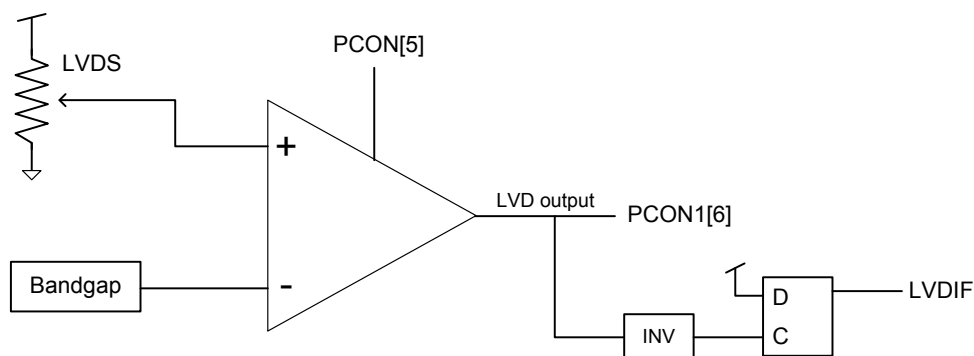 PCON[5]
LVDS
+
LVD output
PCON1[6]
Bandgap
-
D
LVDIF
INV
C